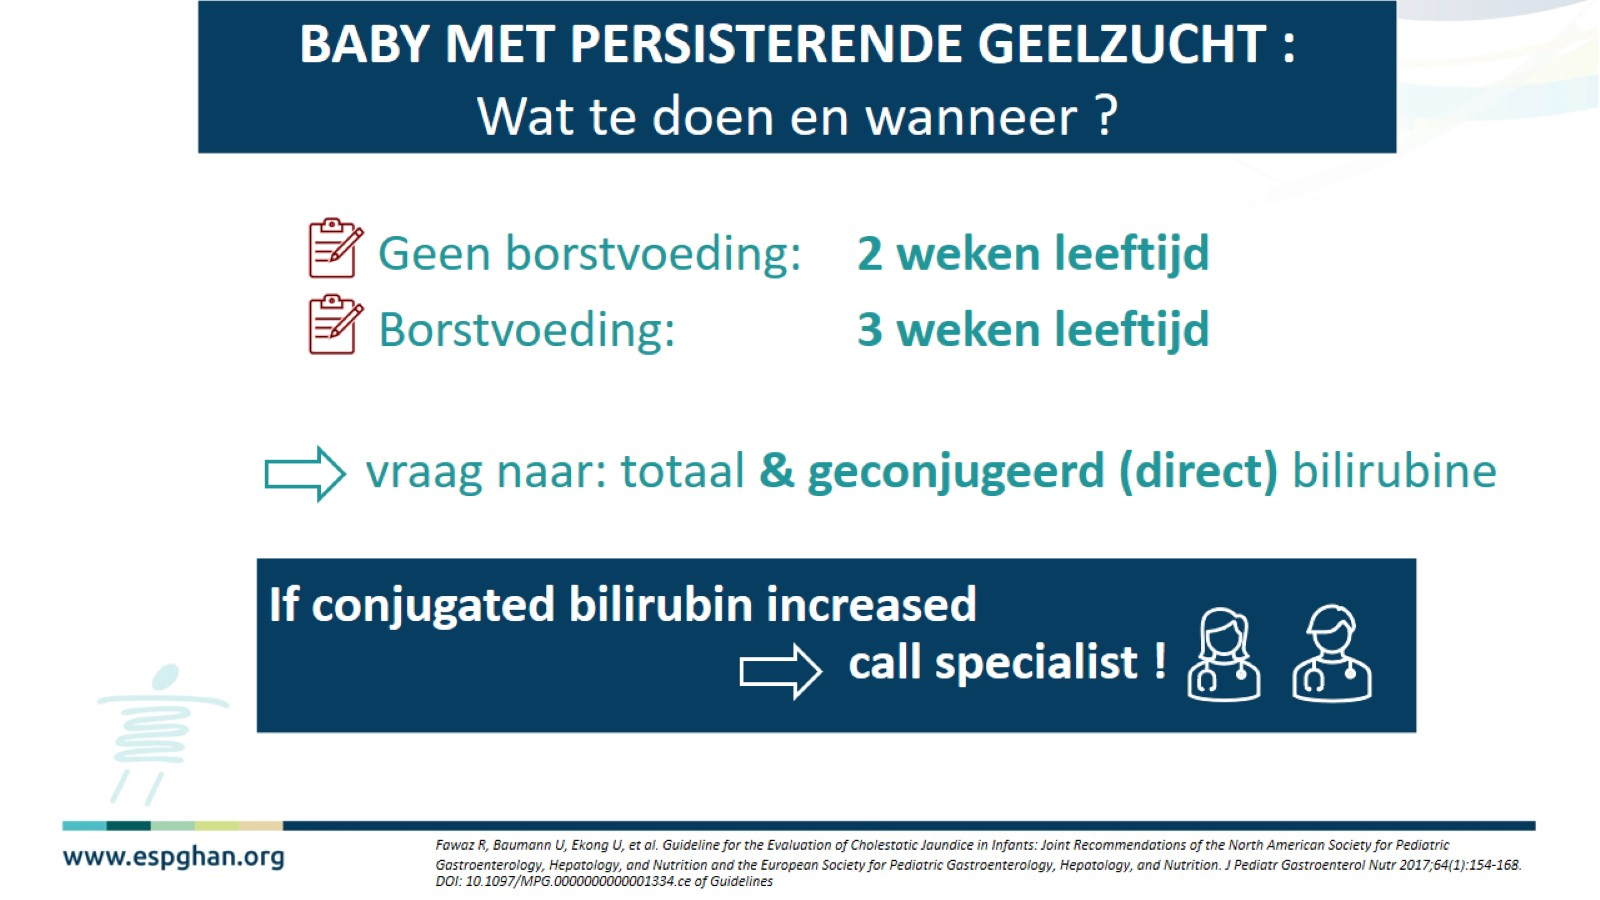 BABY MET PERSISTERENDE GEELZUCHT :
Wat te doen en wanneer ?
Geen borstvoeding: 2 weken leeftijd
Borstvoeding: 3 weken leeftijd
vraag naar: totaal & geconjugeerd (direct) bilirubine
If conjugated bilirubin increased
call specialist !
www.espghan.org
Fawaz R, Baumann U, Ekong U, et al. Guideline for the Evaluation of Cholestatic Jaundice in Infants: Joint Recommendations of the North American Society for Pediatric
Gastroenterology, Hepatology, and Nutrition and the European Society for Pediatric Gastroenterology, Hepatology, and Nutrition. J Pediatr Gastroenterol Nutr 2017;64(1):154-168.
DOI: 10.1097/MPG.0000000000001334.ce of Guidelines